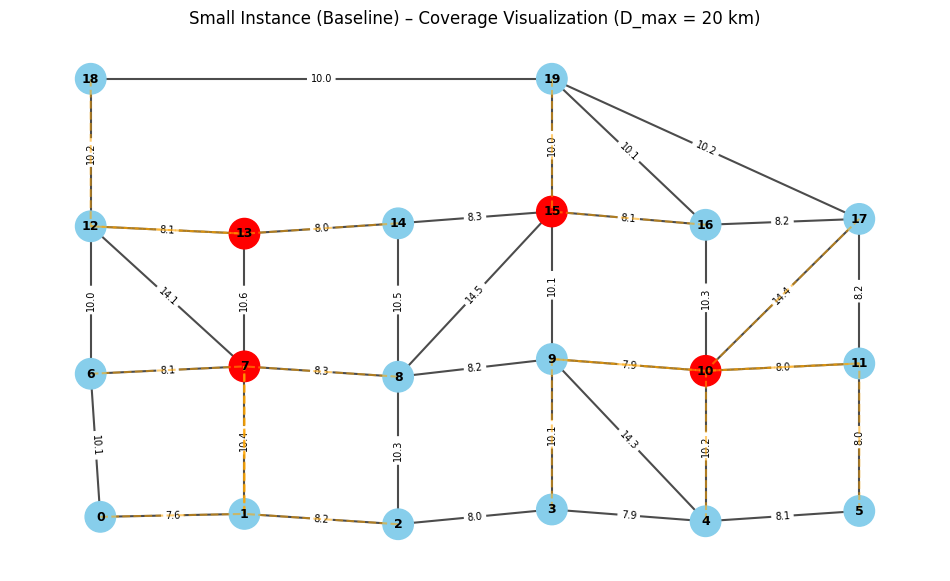 Small Instance (Baseline) – Coverage Visualization (D_max = 20 km)
18 10.0 19
10.2 10.0 10.1 10.2
12 8.1 13 8.0 14 8.3 15 8.1 16 8.2 17
10.0 14.1 10.6 10.5 14.5 10.1 10.3 14.4 8.2
6 8.1 7 8.3 8 8.2 9 7.9 10 8.0 11
10.1 10.4 10.3 10.1 14.3 10.2 8.0
0 7.6 1 8.2 2 8.0 3 7.9 4 8.1 5